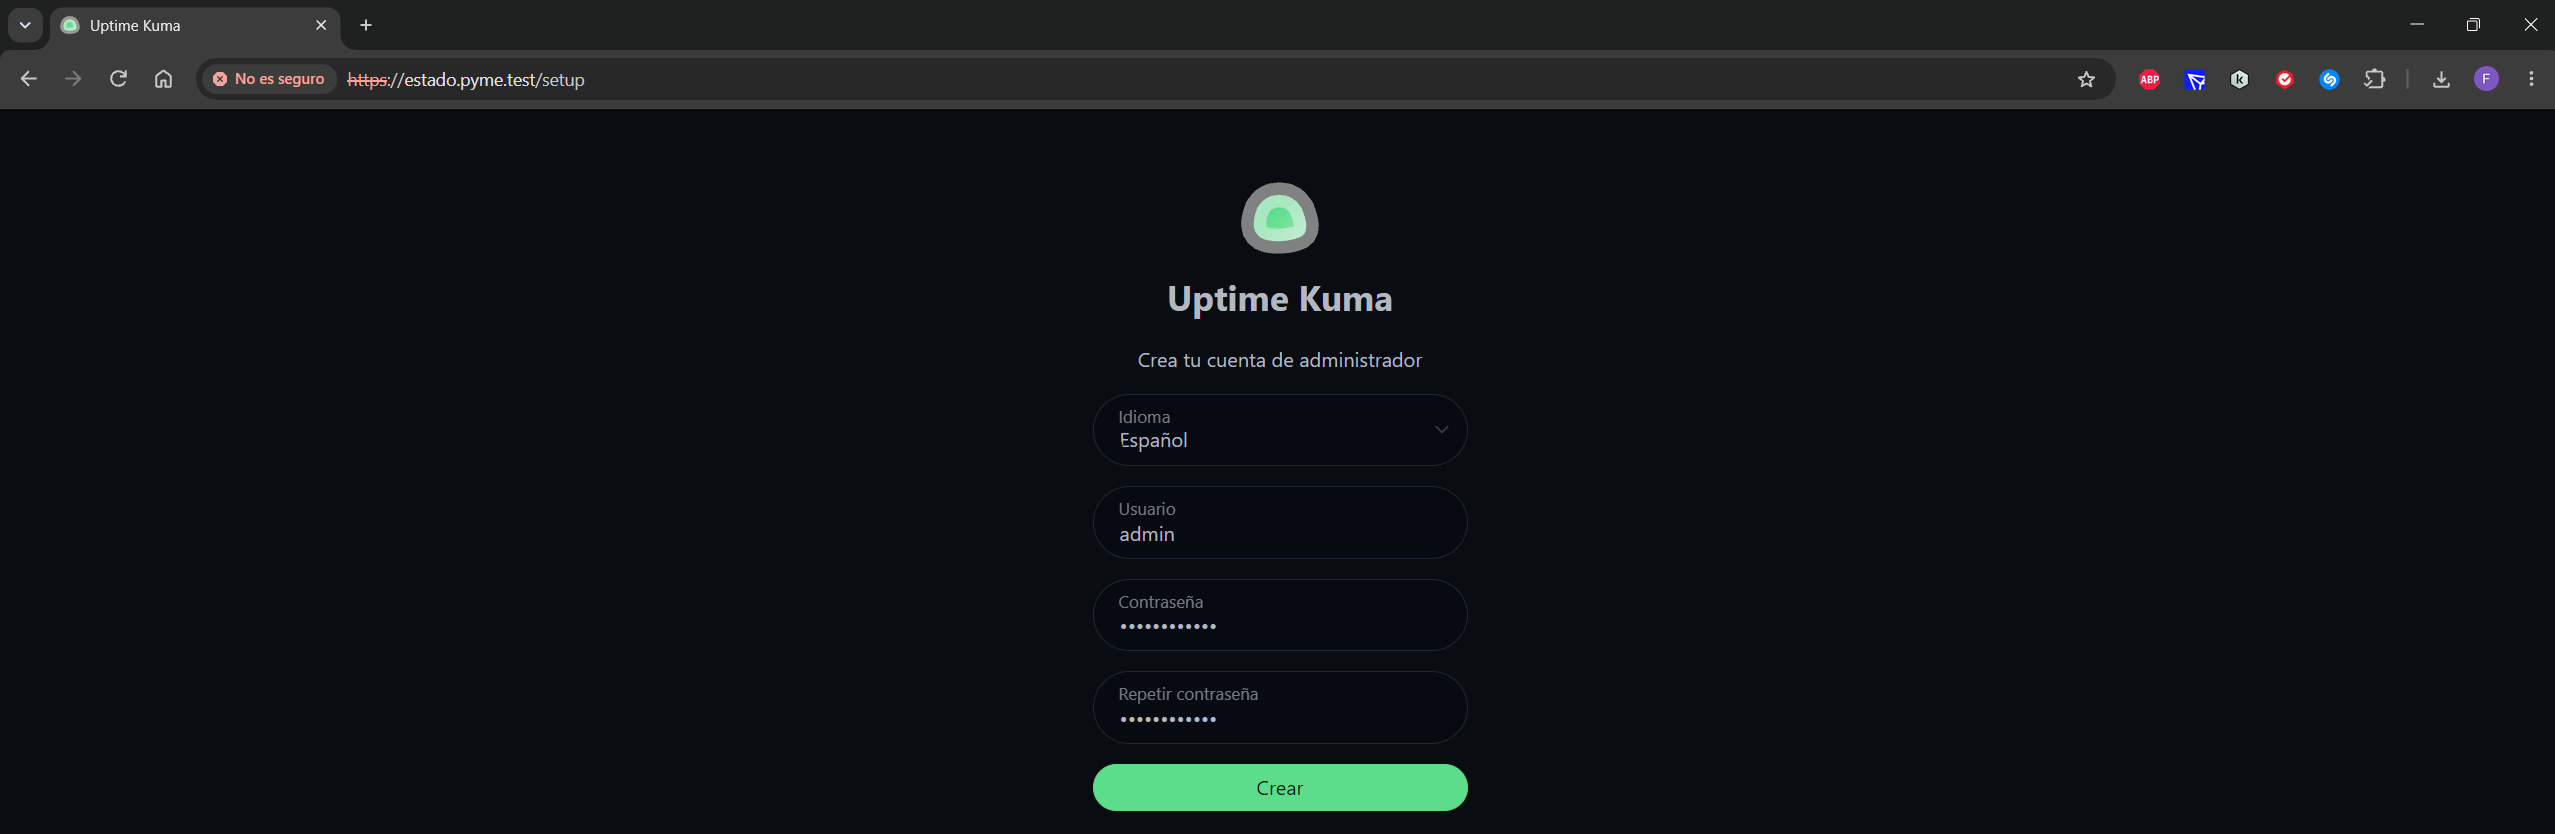 Uptime Kuma
No es seguro https://estado.pyme.test/setup
ABP
k
F
Uptime Kuma
Crea tu cuenta de administrador
Idioma
Español
Usuario
admin
Contraseña
••••••••••••
Repetir contraseña
••••••••••••
Crear